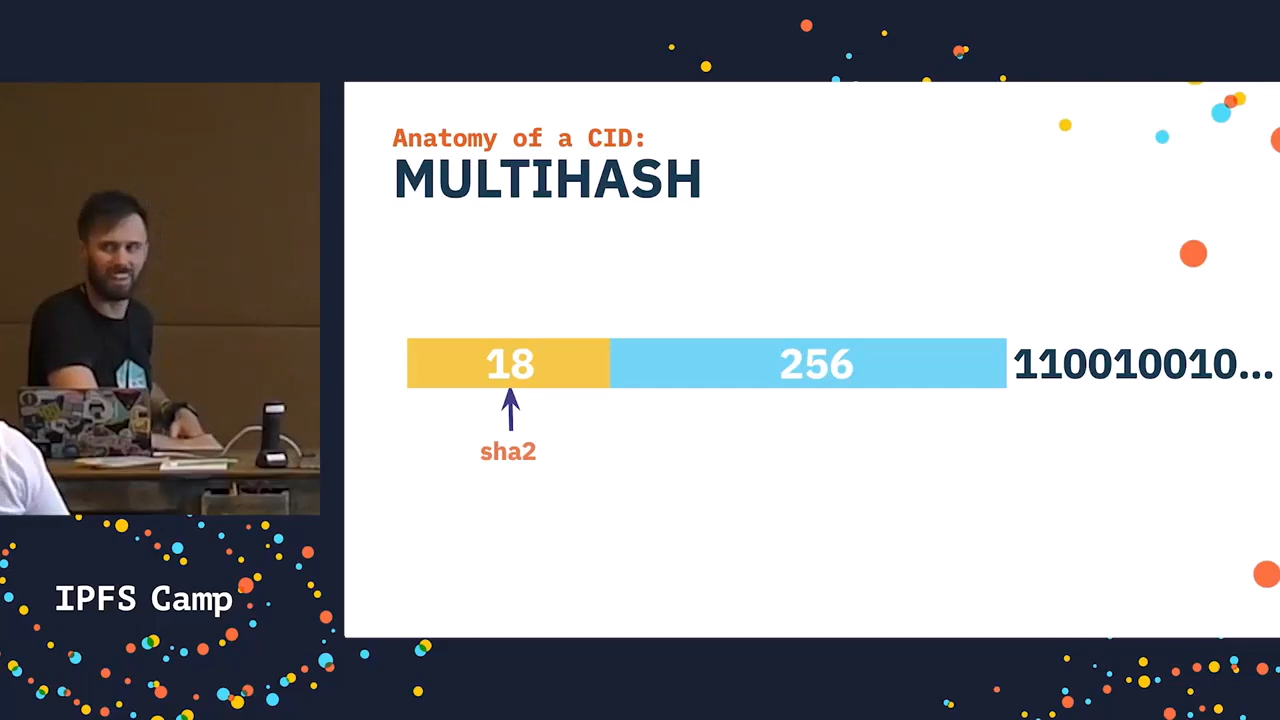 Anatomy of a CID:
MULTIHASH
18 256 110010010...
sha2
IPFS Camp